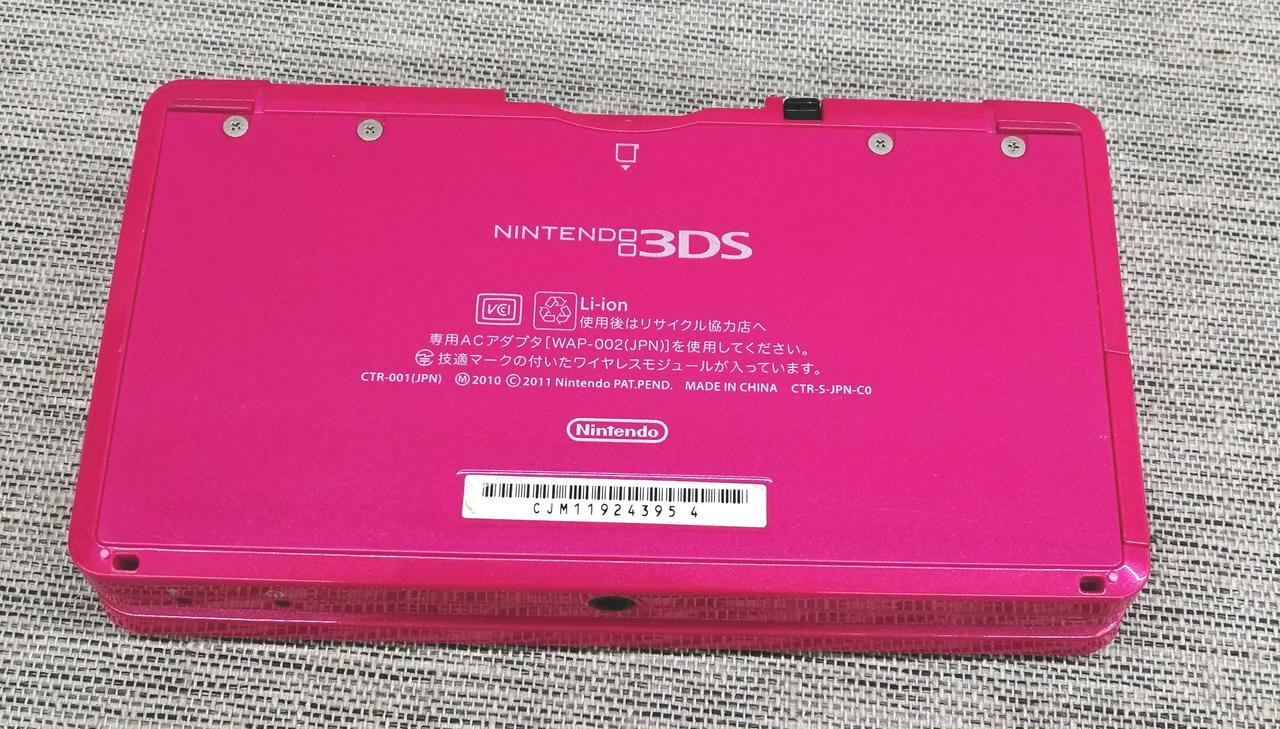 NINTENDO 3DS
VCCI
Li-ion
使用後はリサイクル協力店へ
専用ACアダプタ[WAP-002(JPN)]を使用してください。
技適マークの付いたワイヤレスモジュールが入っています。
CTR-001(JPN) Ⓜ2010 ©2011 Nintendo PAT.PEND. MADE IN CHINA CTR-S-JPN-C0
Nintendo
CJM11924395 4